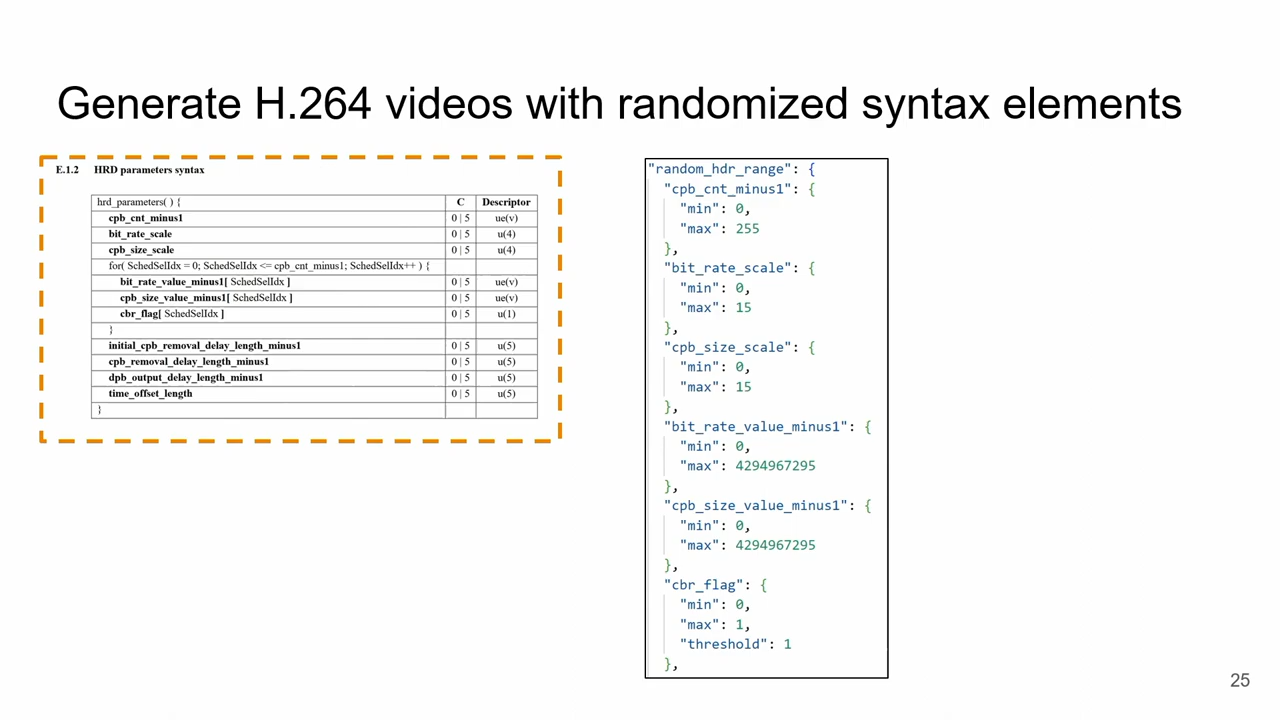 Generate H.264 videos with randomized syntax elements
E.1.2 HRD parameters syntax
hrd_parameters( ) { C Descriptor
cpb_cnt_minus1 0 | 5 ue(v)
bit_rate_scale 0 | 5 u(4)
cpb_size_scale 0 | 5 u(4)
for( SchedSelIdx = 0; SchedSelIdx <= cpb_cnt_minus1; SchedSelIdx++ ) {
bit_rate_value_minus1[ SchedSelIdx ] 0 | 5 ue(v)
cpb_size_value_minus1[ SchedSelIdx ] 0 | 5 ue(v)
cbr_flag[ SchedSelIdx ] 0 | 5 u(1)
}
initial_cpb_removal_delay_length_minus1 0 | 5 u(5)
cpb_removal_delay_length_minus1 0 | 5 u(5)
dpb_output_delay_length_minus1 0 | 5 u(5)
time_offset_length 0 | 5 u(5)
}
"random_hdr_range": {
"cpb_cnt_minus1": {
"min": 0,
"max": 255
},
"bit_rate_scale": {
"min": 0,
"max": 15
},
"cpb_size_scale": {
"min": 0,
"max": 15
},
"bit_rate_value_minus1": {
"min": 0,
"max": 4294967295
},
"cpb_size_value_minus1": {
"min": 0,
"max": 4294967295
},
"cbr_flag": {
"min": 0,
"max": 1,
"threshold": 1
},
25